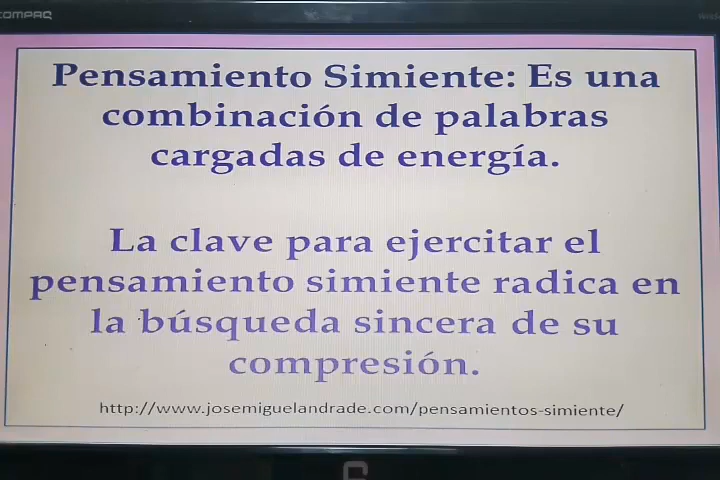 COMPAQ
Pensamiento Simiente: Es una
combinación de palabras
cargadas de energía.
La clave para ejercitar el
pensamiento simiente radica en
la búsqueda sincera de su
compresión.
http://www.josemiguelandrade.com/pensamientos-simiente/